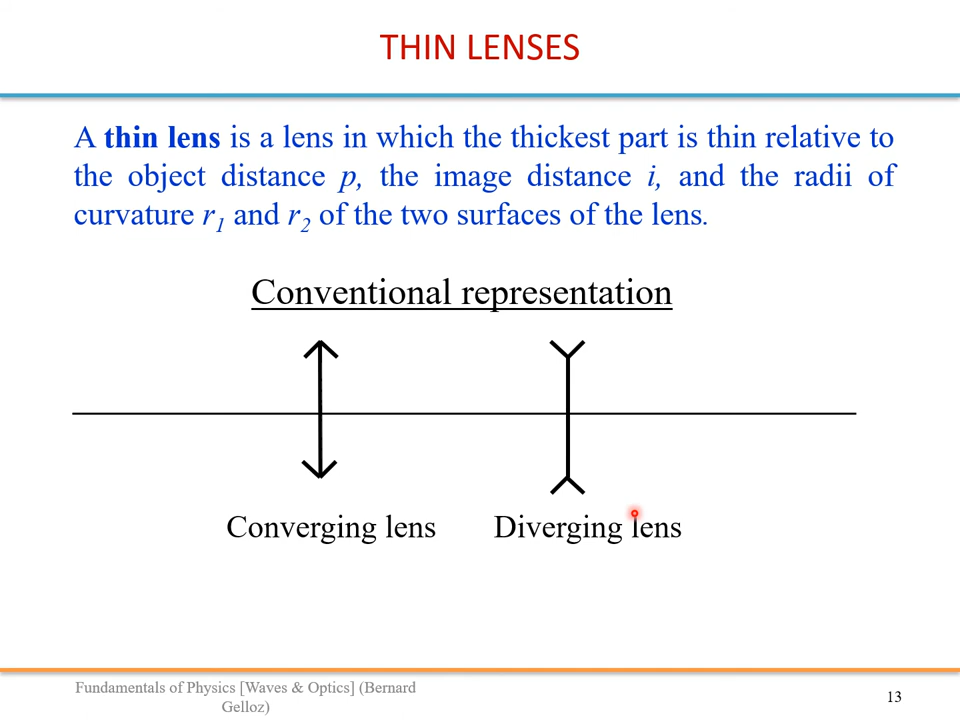 THIN LENSES
A thin lens is a lens in which the thickest part is thin relative to
the object distance p, the image distance i, and the radii of
curvature r1 and r2 of the two surfaces of the lens.
Conventional representation
Converging lens
Diverging lens
Fundamentals of Physics [Waves & Optics] (Bernard
Gelloz)
13